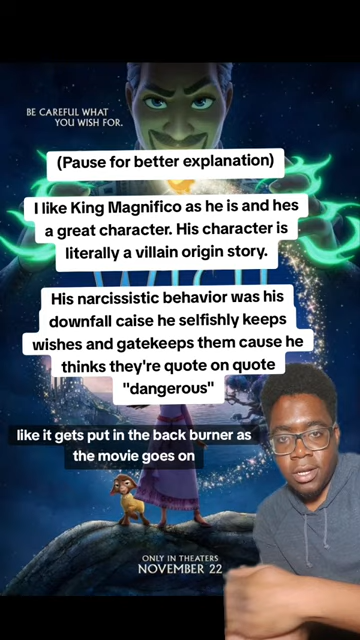 BE CAREFUL WHAT
YOU WISH FOR.
(Pause for better explanation)
I like King Magnifico as he is and hes
a great character. His character is
literally a villain origin story.
His narcissistic behavior was his
downfall caise he selfishly keeps
wishes and gatekeeps them cause he
thinks they're quote on quote
"dangerous"
like it gets put in the back burner as
the movie goes on
ONLY IN THEATERS
NOVEMBER 22